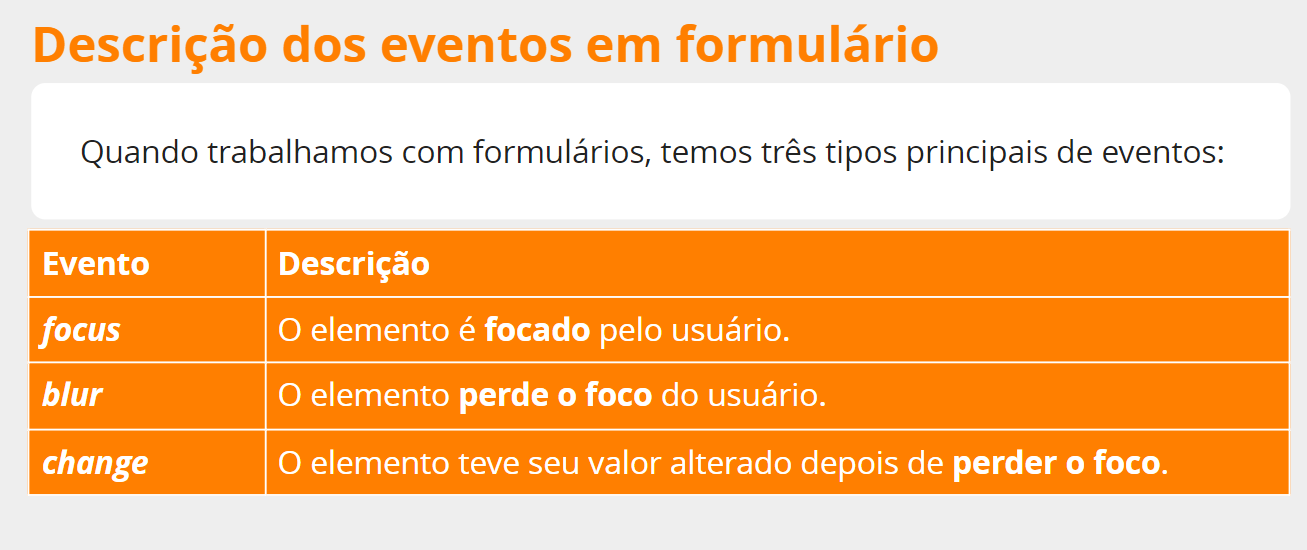 Descrição dos eventos em formulário
Quando trabalhamos com formulários, temos três tipos principais de eventos:
Evento Descrição
focus O elemento é focado pelo usuário.
blur O elemento perde o foco do usuário.
change O elemento teve seu valor alterado depois de perder o foco.